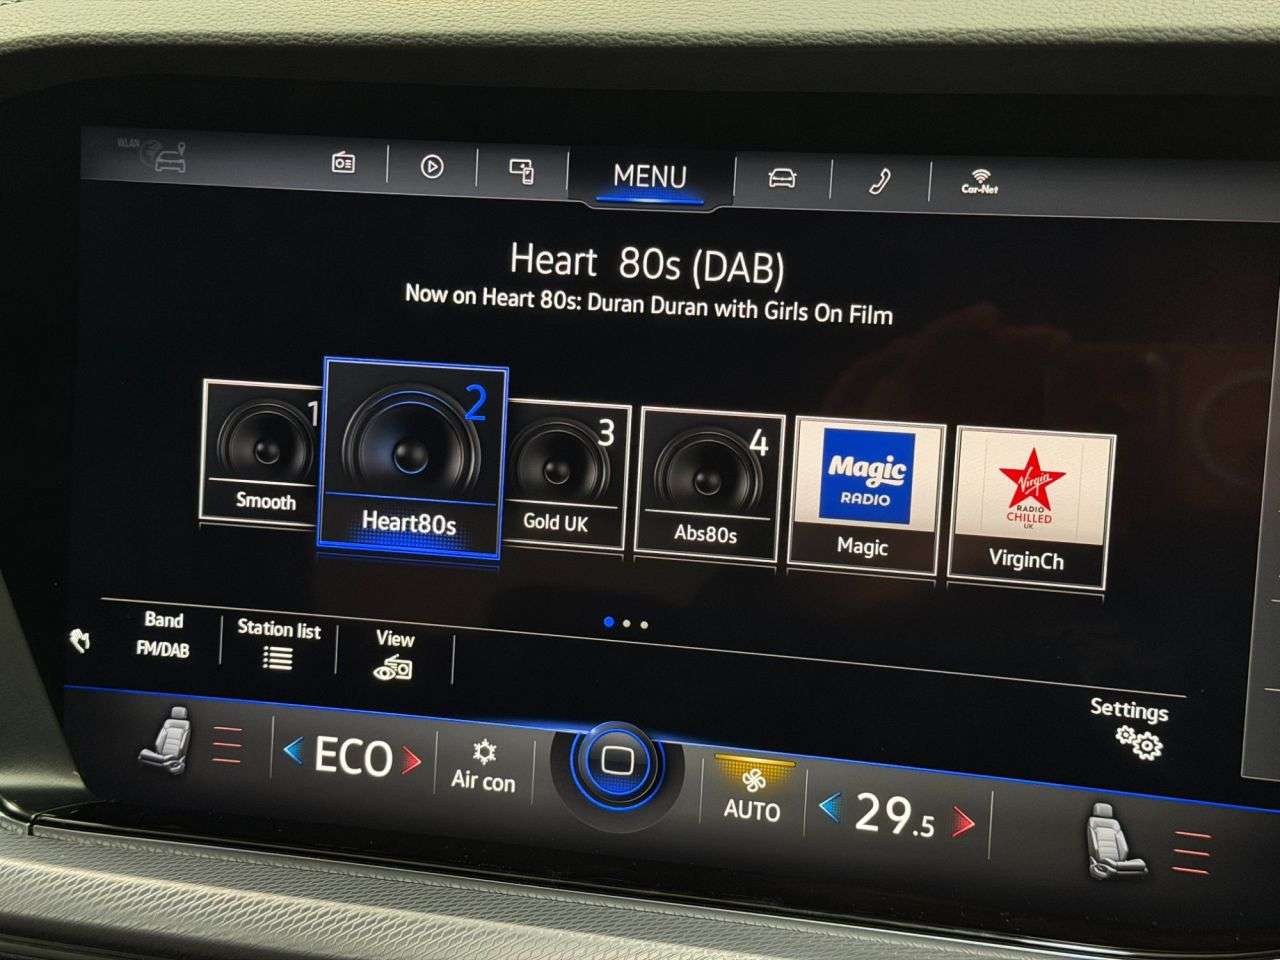 WLAN
MENU
Car-Net
Heart 80s (DAB)
Now on Heart 80s: Duran Duran with Girls On Film
1
2
3
4
Magic
RADIO
Virgin
RADIO
CHILLED
UK
Smooth
Heart80s
Gold UK
Abs80s
Magic
VirginCh
Band
FM/DAB
Station list
View
Settings
ECO
Air con
AUTO
29.5